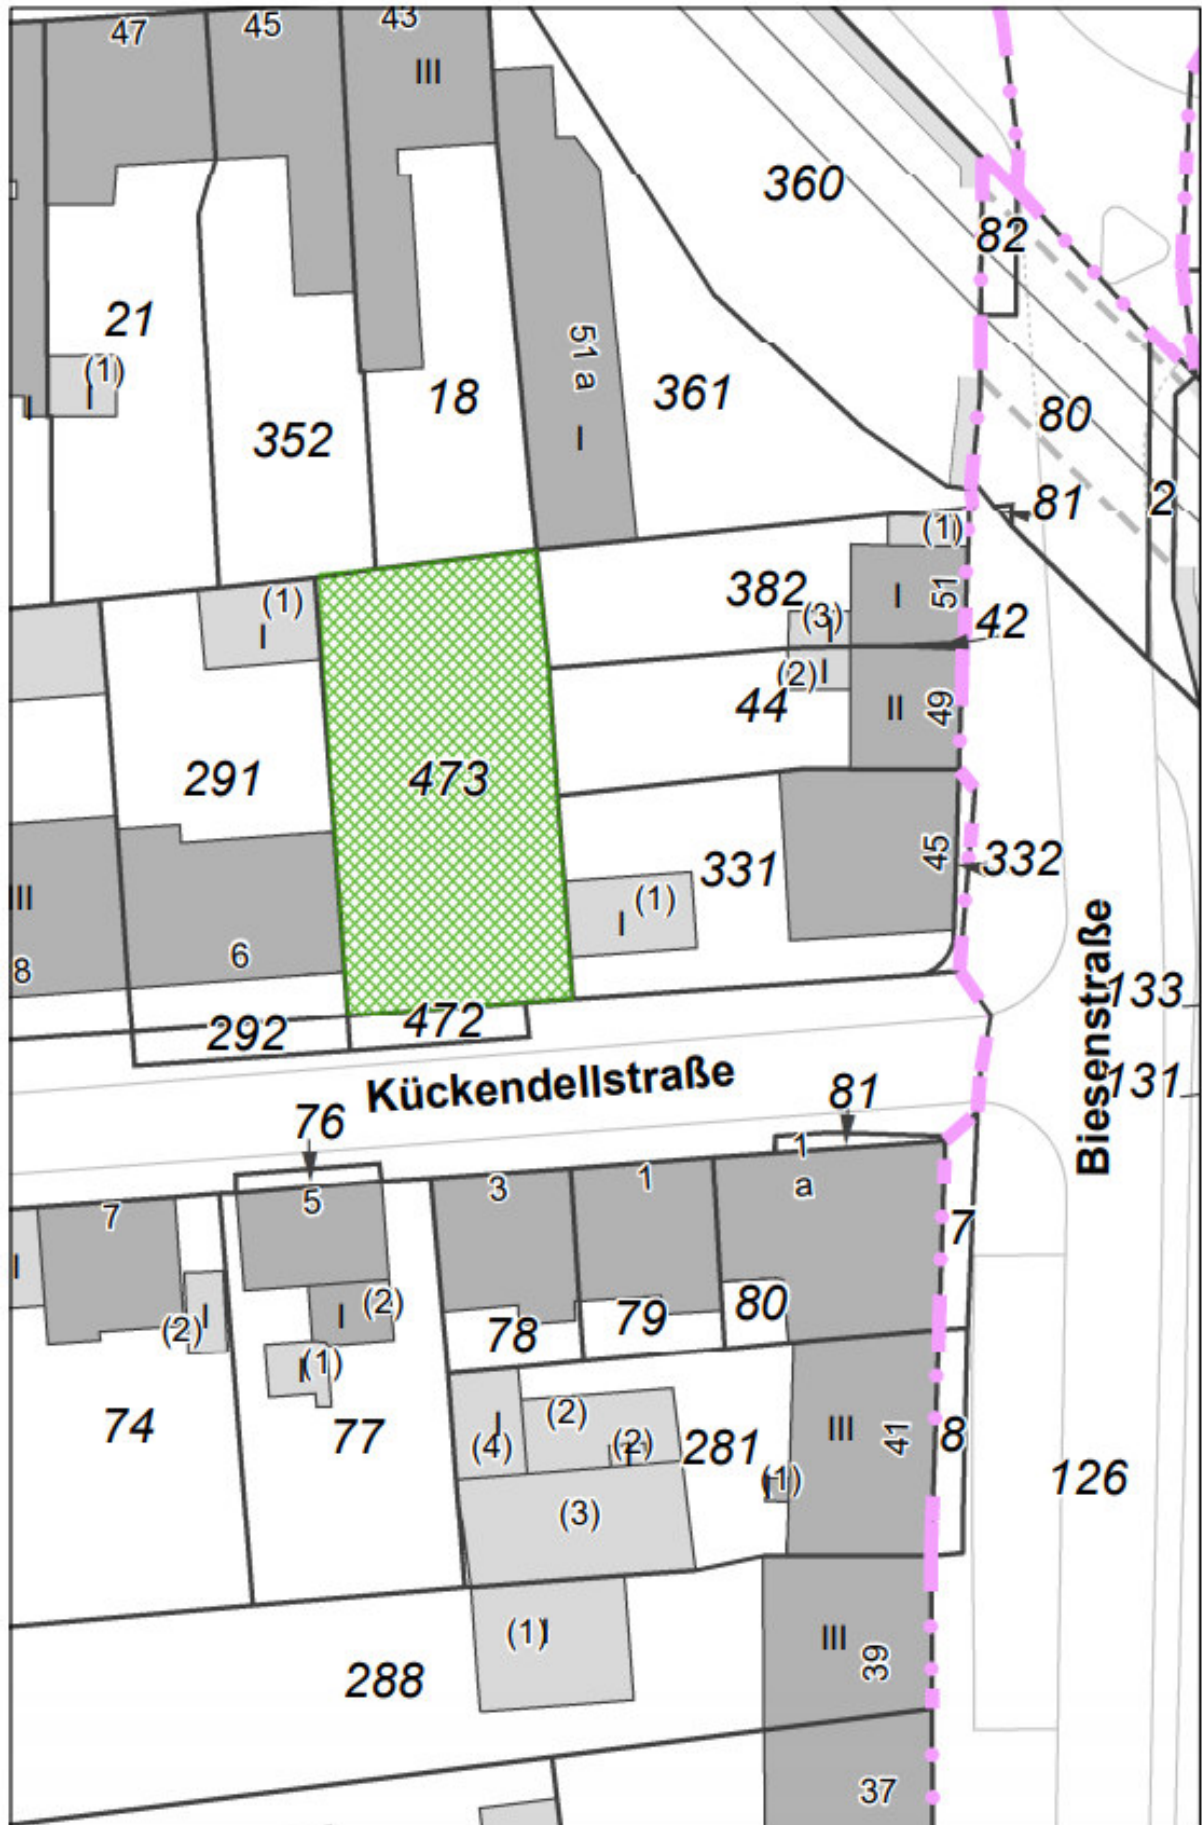 47
45
43
III
360
82
21
(1)
I
I
352
18
51 a
I
361
80
81
2
(1)
I
(1)
382
(3)
I
I
51
42
(2)
I
44
II
49
291
473
331
45
332
(1)
I
III
8
6
292
472
Kückendellstraße
Biesenstraße
133
131
76
81
7
5
3
1
1
a
7
I
(2)
I
I
(2)
(1)
I
78
79
80
74
77
I
(4)
(2)
(2)
I
281
(1)
I
III
41
8
126
(3)
(1)
I
III
39
288
37